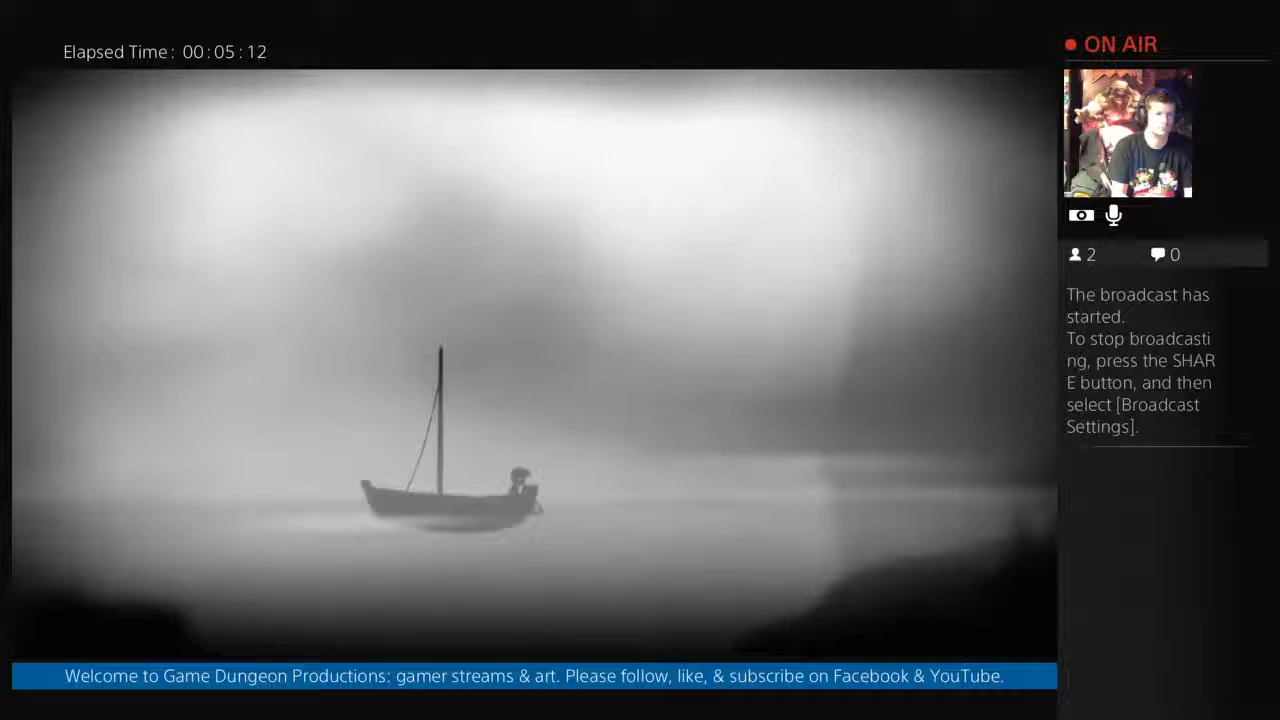 Elapsed Time: 00:05:12
ON AIR
2 0
The broadcast has
started.
To stop broadcasti
ng, press the SHAR
E button, and then
select [Broadcast
Settings].
Welcome to Game Dungeon Productions: gamer streams & art. Please follow, like, & subscribe on Facebook & YouTube.